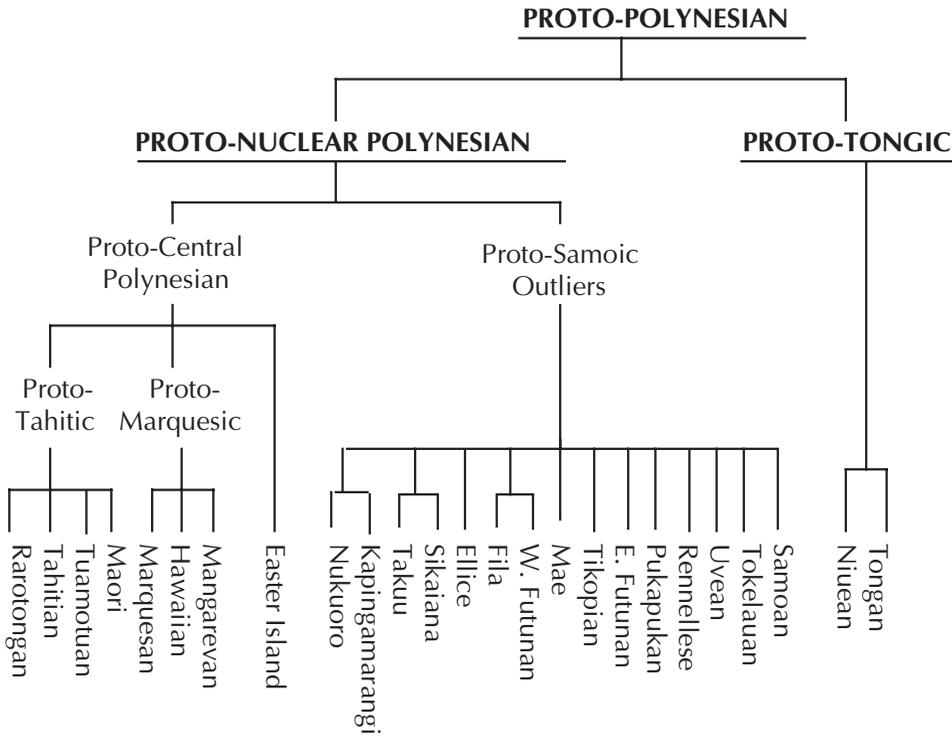 PROTO-POLYNESIAN
PROTO-NUCLEAR POLYNESIAN
PROTO-TONGIC
Proto-Central
Polynesian
Proto-Samoic
Outliers
Proto-
Tahitic
Proto-
Marquesic
Rarotongan
Tahitian
Tuamotuan
Maori
Marquesan
Hawaiian
Mangarevan
Easter Island
Nukuoro
Kapingamarangi
Takuu
Sikaiana
Ellice
Fila
W. Futunan
Mae
Tikopian
E. Futunan
Pukapukan
Rennellese
Uvean
Tokelauan
Samoan
Niuean
Tongan